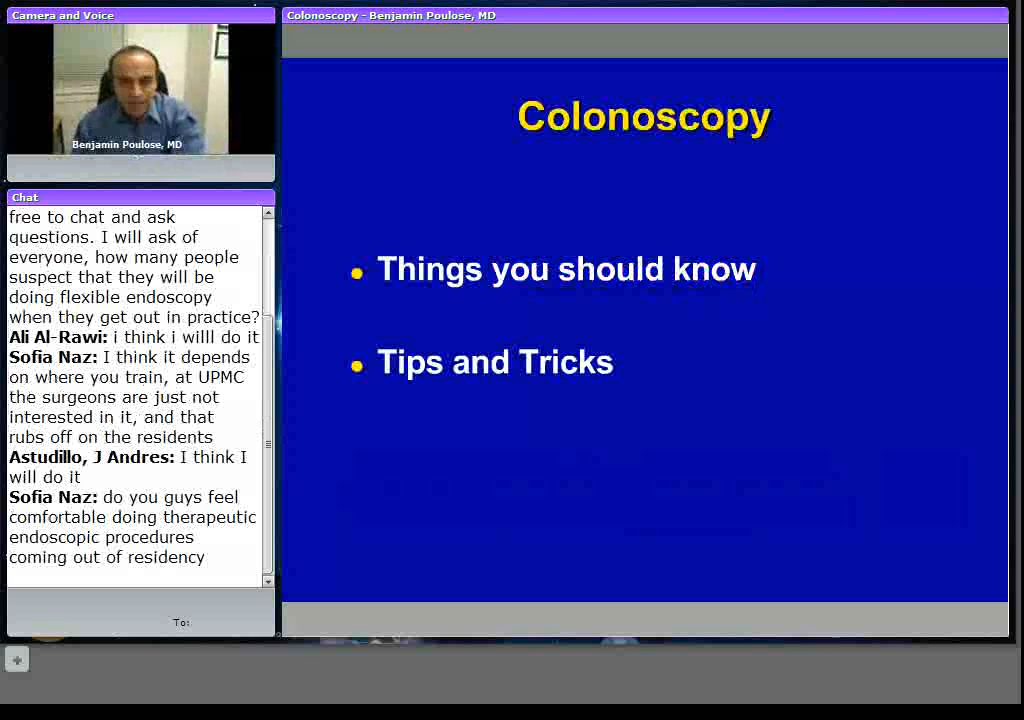 Camera and Voice
Benjamin Poulose, MD
Chat
free to chat and ask
questions. I will ask of
everyone, how many people
suspect that they will be
doing flexible endoscopy
when they get out in practice?
Ali Al-Rawi: i think i willl do it
Sofia Naz: I think it depends
on where you train, at UPMC
the surgeons are just not
interested in it, and that
rubs off on the residents
Astudillo, J Andres: I think I
will do it
Sofia Naz: do you guys feel
comfortable doing therapeutic
endoscopic procedures
coming out of residency
To:
Colonoscopy - Benjamin Poulose, MD
Colonoscopy
• Things you should know
• Tips and Tricks